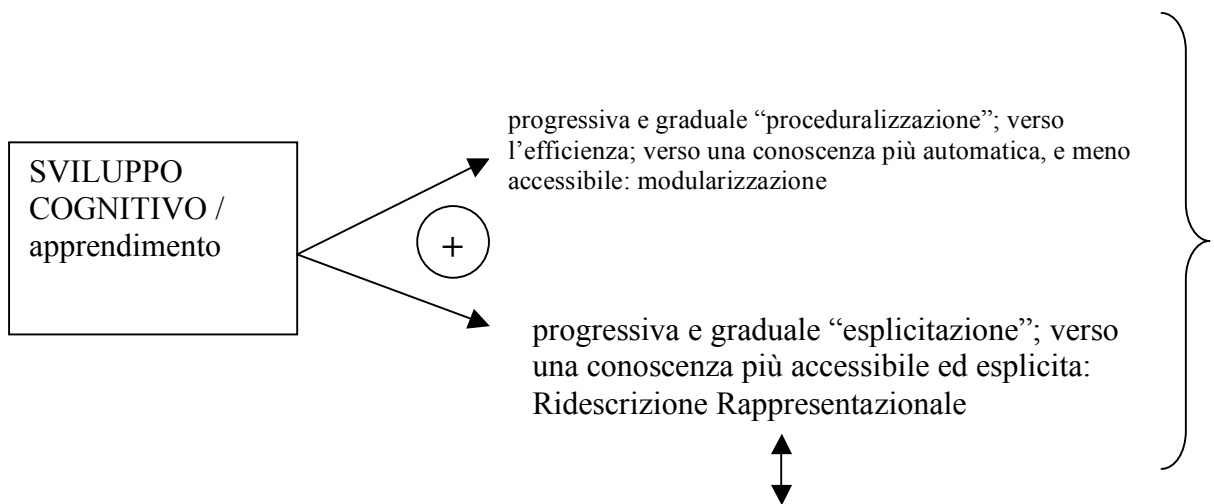 progressiva e graduale “proceduralizzazione”; verso
l’efficienza; verso una conoscenza più automatica, e meno
accessibile: modularizzazione
SVILUPPO
COGNITIVO /
apprendimento
+
progressiva e graduale “esplicitazione”; verso
una conoscenza più accessibile ed esplicita:
Ridescrizione Rappresentazionale